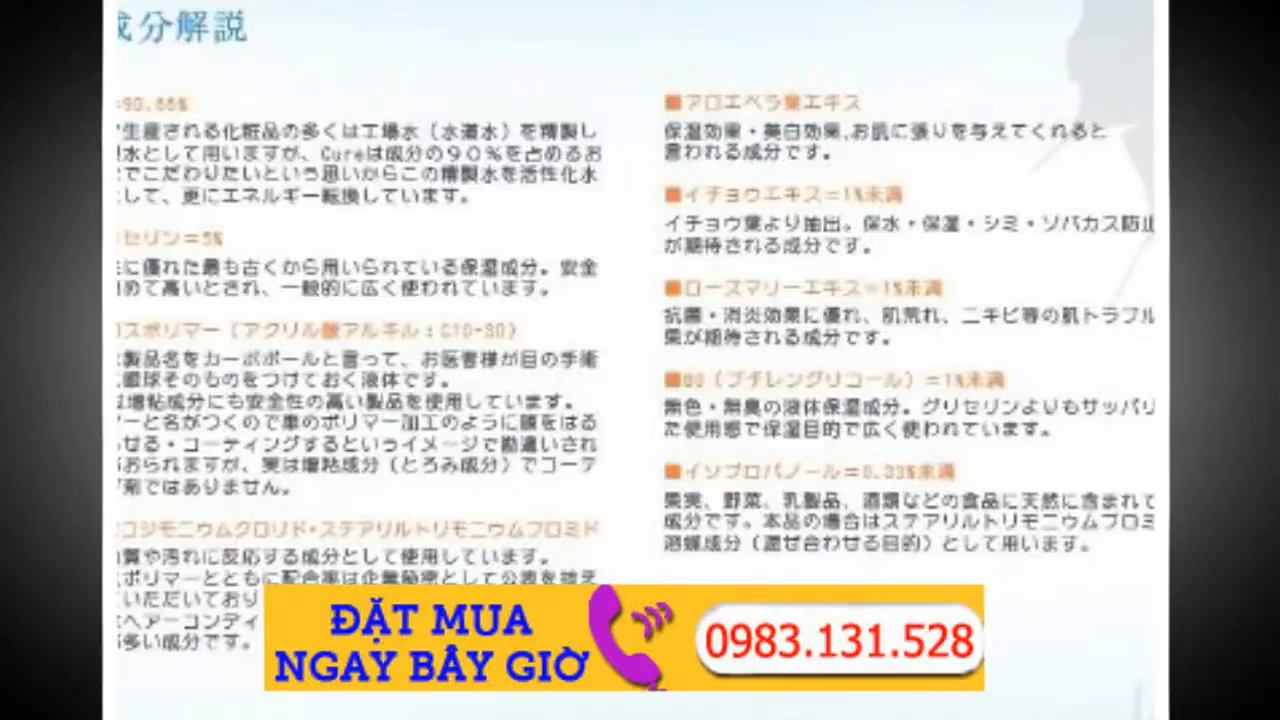 成分解説
=90.88%
生産される化粧品の多くは工場水（水道水）を精製し
水として用いますが、Cureは成分の９０％を占めるお
でこだわりたいという思いからこの精製水を活性化水
して、更にエネルギー転換しています。
セリン＝5%
に優れた最も古くから用いられている保湿成分。安全
めて高いとされ、一般的に広く使われています。
スポリマー（アクリル酸アルキル：C10-30）
製品名をカーボポールと言って、お医者様が目の手術
眼球そのものをつけておく液体です。
増粘成分にも安全性の高い製品を使用しています。
ーと名がつくので車のポリマー加工のように膜をはる
せる・コーティングするというイメージで勘違いされ
おられますが、実は増粘成分（とろみ成分）でコーテ
剤ではありません。
コジモニウムクロリド・ステアリルトリモニウムブロミド
質や汚れに反応する成分として使用しています。
ポリマーとともに配合率は企業秘密として公表を控え
いただいており
ヘアーコンディ
多い成分です。
■アロエベラ葉エキス
保湿効果・美白効果、お肌に張りを与えてくれると
言われる成分です。
■イチョウエキス＝1%未満
イチョウ葉より抽出。保水・保湿・シミ・ソバカス防止
が期待される成分です。
■ローズマリーエキス＝1%未満
抗菌・消炎効果に優れ、肌荒れ、ニキビ等の肌トラブル
果が期待される成分です。
■BG（ブチレングリコール）＝1%未満
無色・無臭の液体保湿成分。グリセリンよりもサッパリ
た使用感で保湿目的で広く使われています。
■イソプロパノール＝0.33%未満
果実、野菜、乳製品、酒類などの食品に天然に含まれて
成分です。本品の場合はステアリルトリモニウムブロミ
溶媒成分（混ぜ合わせる目的）として用います。
ĐẶT MUA
NGAY BÂY GIỜ
0983.131.528